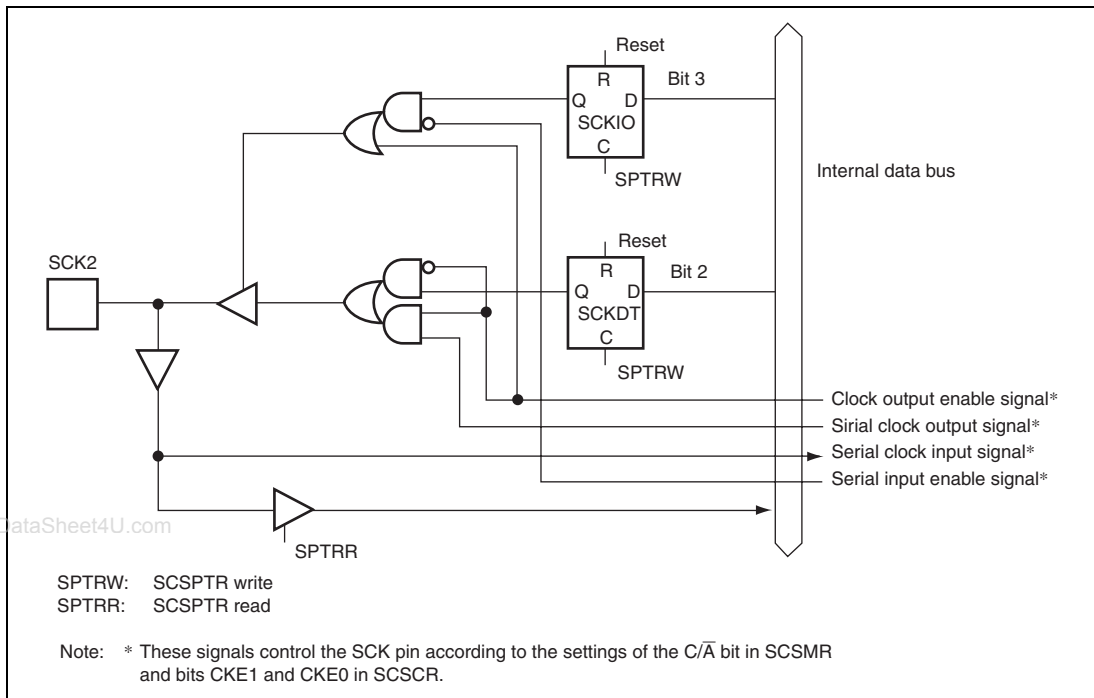 Reset
R
Bit 3
Q D
SCKIO
C
SPTRW
Internal data bus
Reset
R
Bit 2
SCK2
Q D
SCKDT
C
SPTRW
Clock output enable signal*
Sirial clock output signal*
Serial clock input signal*
Serial input enable signal*
DataSheet4U.com
SPTRR
SPTRW: SCSPTR write
SPTRR: SCSPTR read
Note: * These signals control the SCK pin according to the settings of the C/A̅ bit in SCSMR
and bits CKE1 and CKE0 in SCSCR.